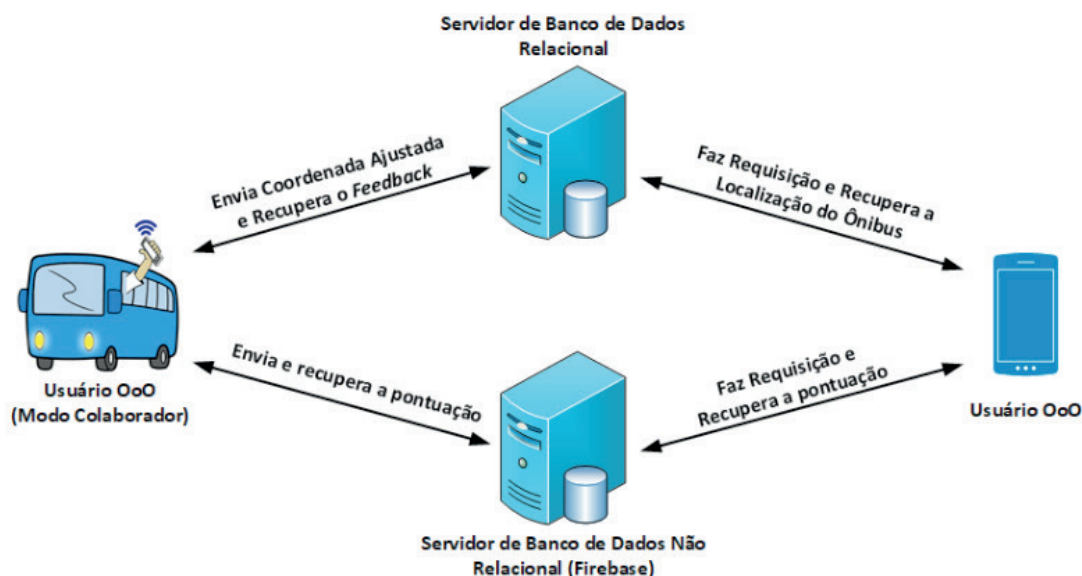 Servidor de Banco de Dados
Relacional
Envia Coordenada Ajustada
e Recupera o Feedback
Faz Requisição e Recupera a
Localização do Ônibus
Usuário OoO
(Modo Colaborador)
Envia e recupera a pontuação
Faz Requisição e
Recupera a pontuação
Usuário OoO
Servidor de Banco de Dados Não
Relacional (Firebase)